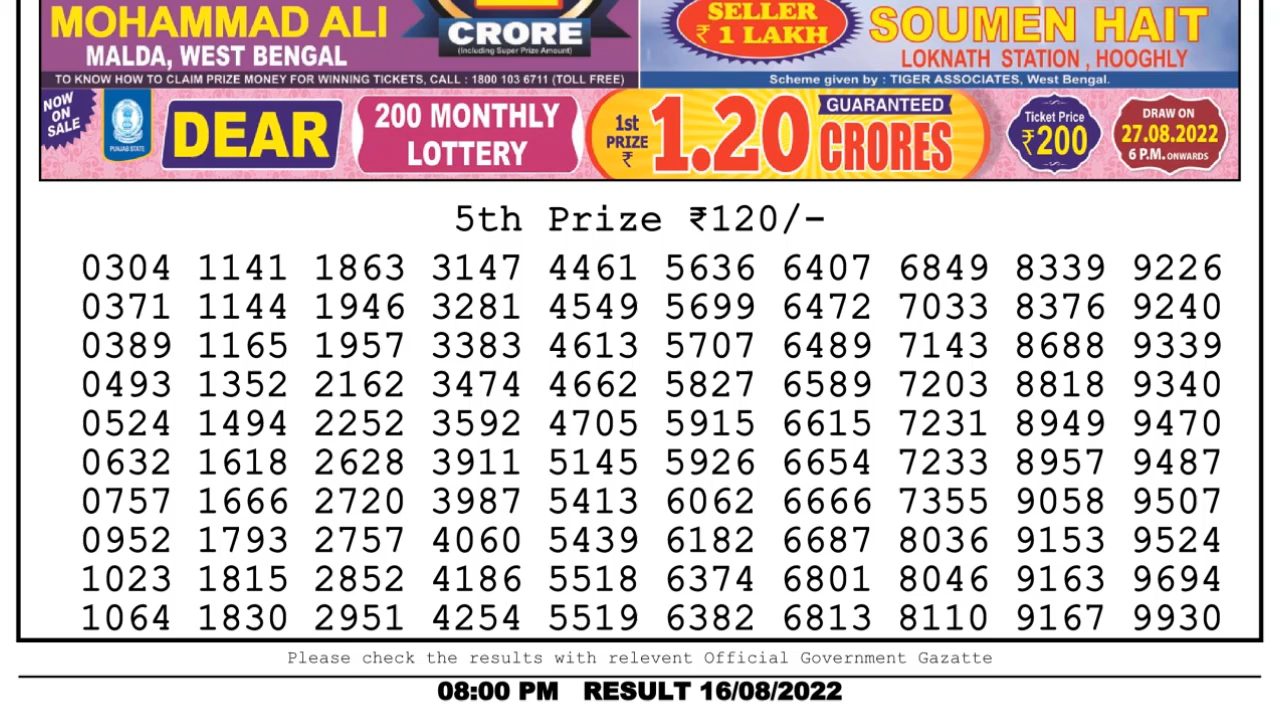 MOHAMMAD ALI
MALDA, WEST BENGAL
CRORE
(Including Super Prize Amount)
SELLER
₹ 1 LAKH
SOUMEN HAIT
LOKNATH STATION , HOOGHLY
TO KNOW HOW TO CLAIM PRIZE MONEY FOR WINNING TICKETS, CALL : 1800 103 6711 (TOLL FREE)
Scheme given by : TIGER ASSOCIATES, West Bengal.
NOW
ON
SALE
PUNJAB STATE
DEAR
200 MONTHLY
LOTTERY
1st
PRIZE
₹
1.20
GUARANTEED
CRORES
Ticket Price
₹200
DRAW ON
27.08.2022
6 P.M. ONWARDS
5th Prize ₹120/-
0304 1141 1863 3147 4461 5636 6407 6849 8339 9226
0371 1144 1946 3281 4549 5699 6472 7033 8376 9240
0389 1165 1957 3383 4613 5707 6489 7143 8688 9339
0493 1352 2162 3474 4662 5827 6589 7203 8818 9340
0524 1494 2252 3592 4705 5915 6615 7231 8949 9470
0632 1618 2628 3911 5145 5926 6654 7233 8957 9487
0757 1666 2720 3987 5413 6062 6666 7355 9058 9507
0952 1793 2757 4060 5439 6182 6687 8036 9153 9524
1023 1815 2852 4186 5518 6374 6801 8046 9163 9694
1064 1830 2951 4254 5519 6382 6813 8110 9167 9930
Please check the results with relevent Official Government Gazatte
08:00 PM RESULT 16/08/2022